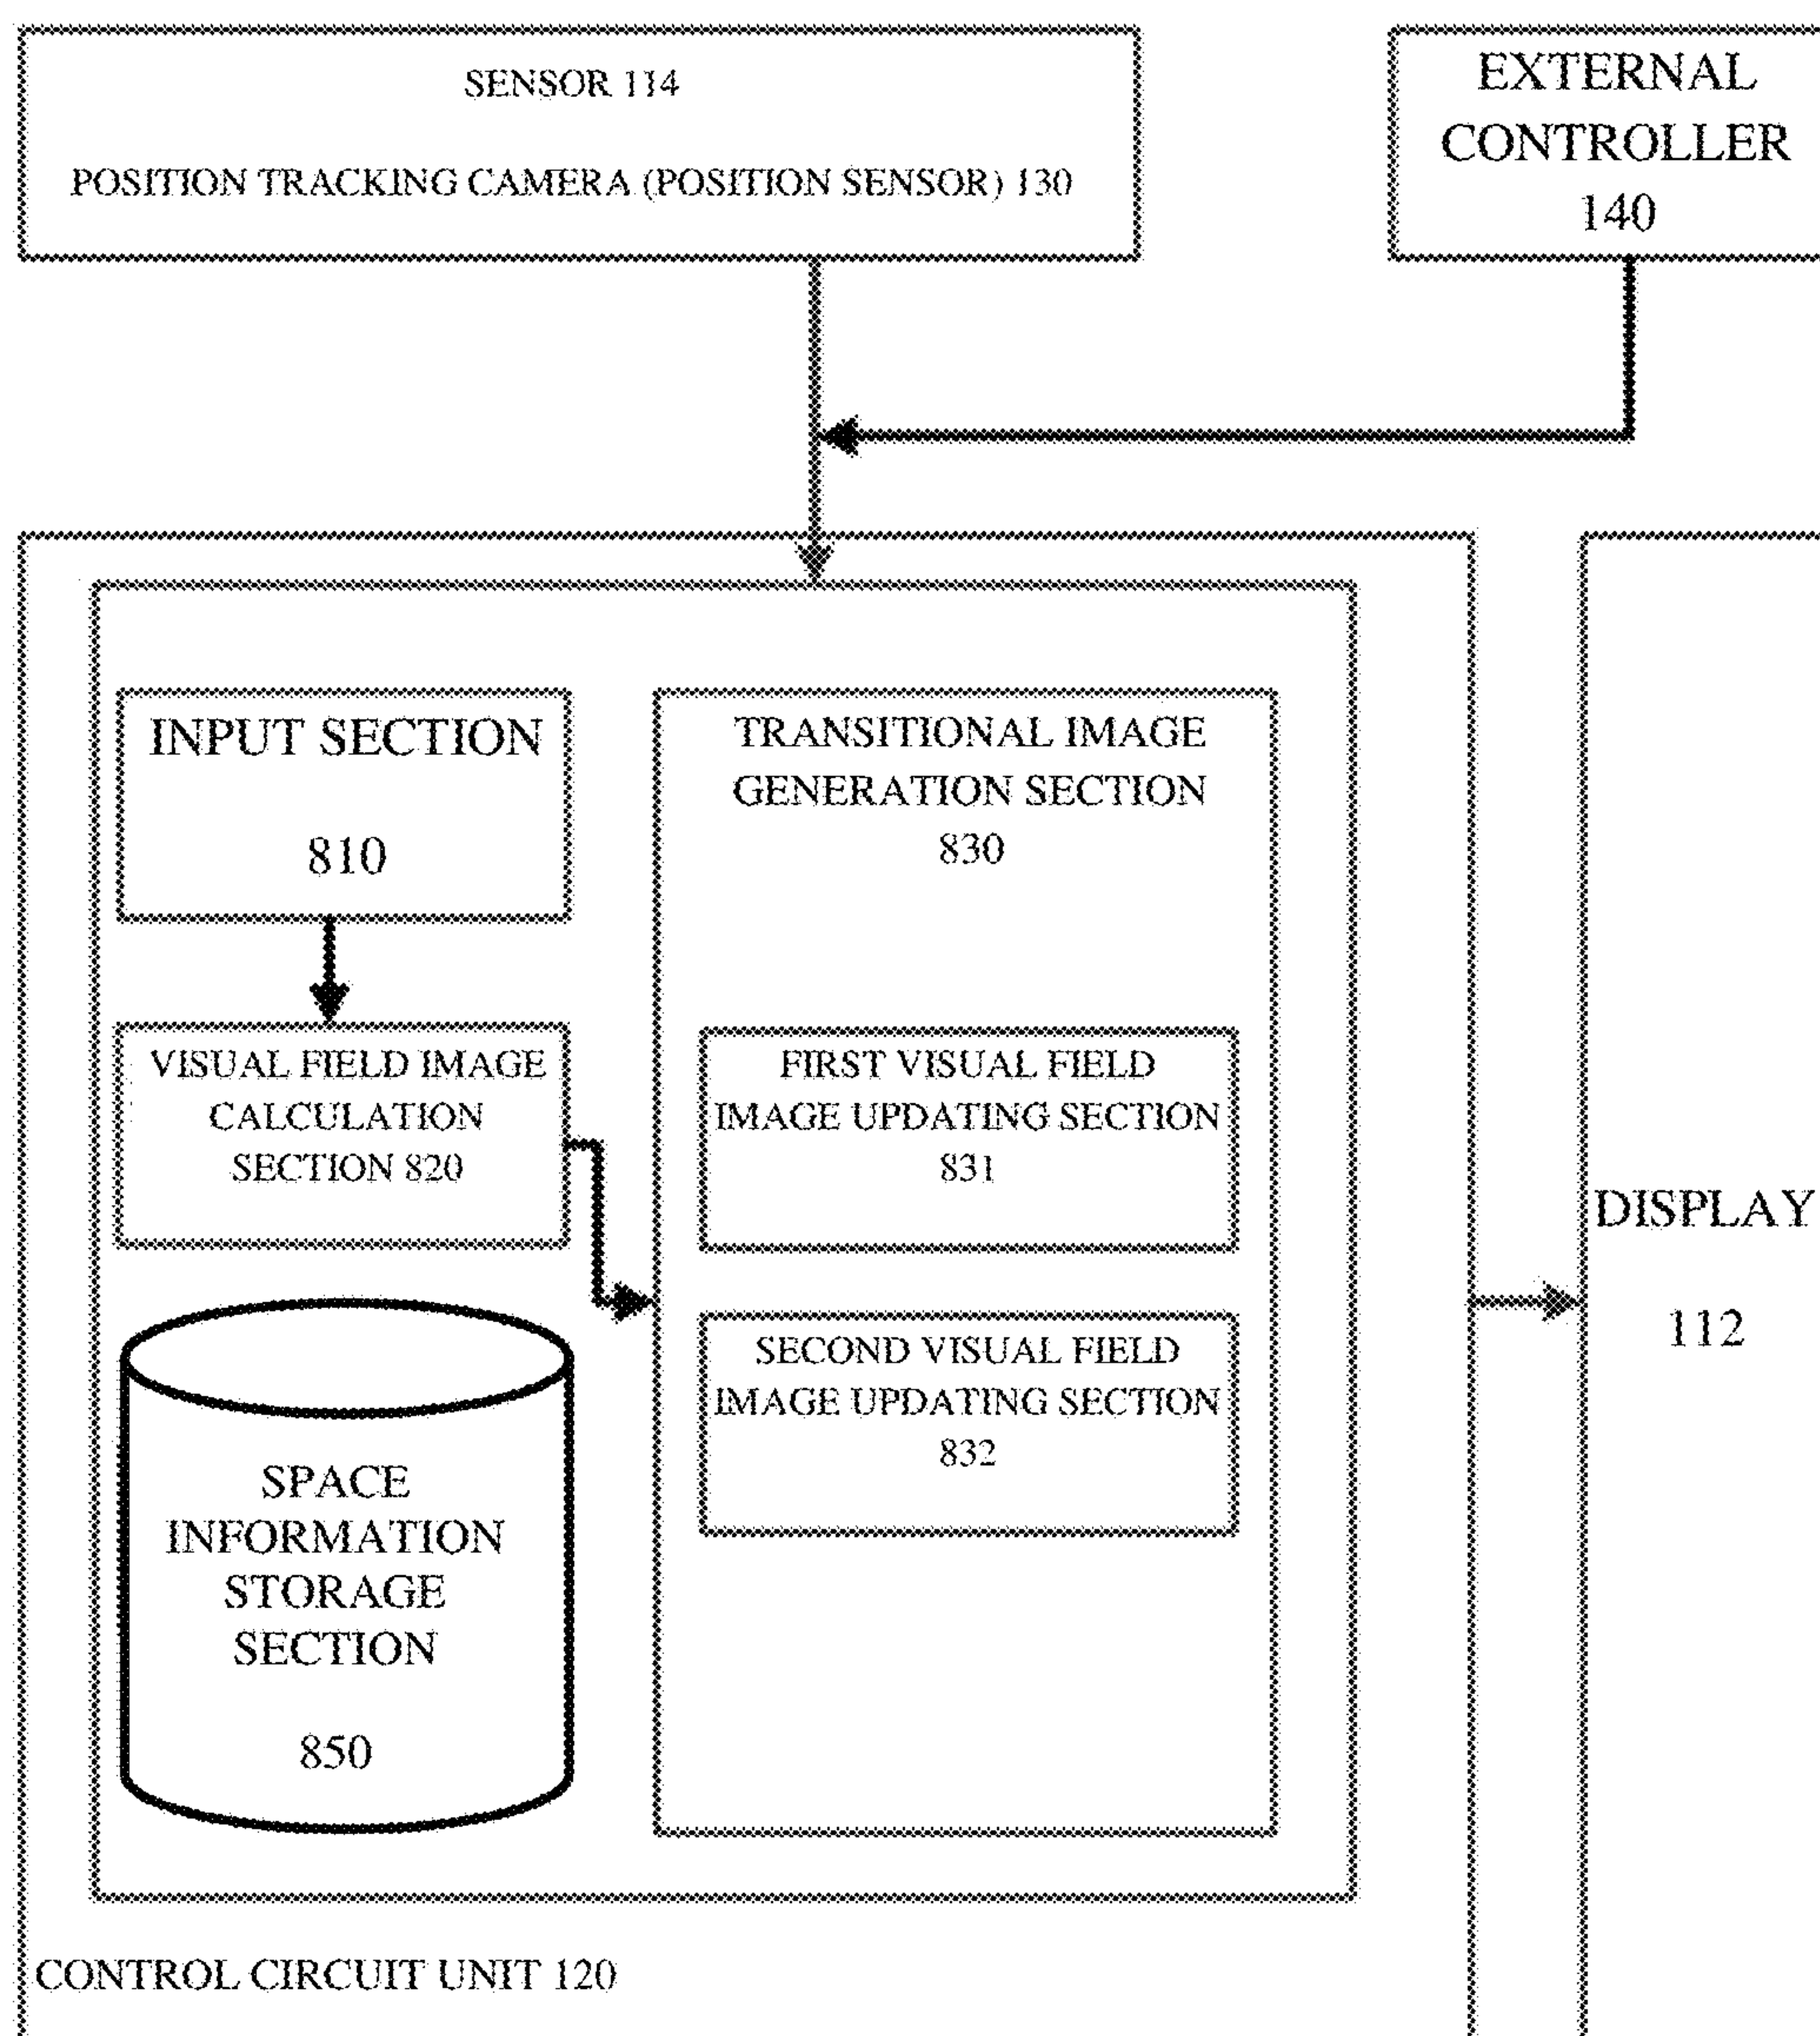 SENSOR 114
POSITION TRACKING CAMERA (POSITION SENSOR) 130
EXTERNAL
CONTROLLER
140
INPUT SECTION
810
TRANSITIONAL IMAGE
GENERATION SECTION
830
VISUAL FIELD IMAGE
CALCULATION
SECTION 820
FIRST VISUAL FIELD
IMAGE UPDATING SECTION
831
SECOND VISUAL FIELD
IMAGE UPDATING SECTION
832
SPACE
INFORMATION
STORAGE
SECTION
850
DISPLAY
112
CONTROL CIRCUIT UNIT 120